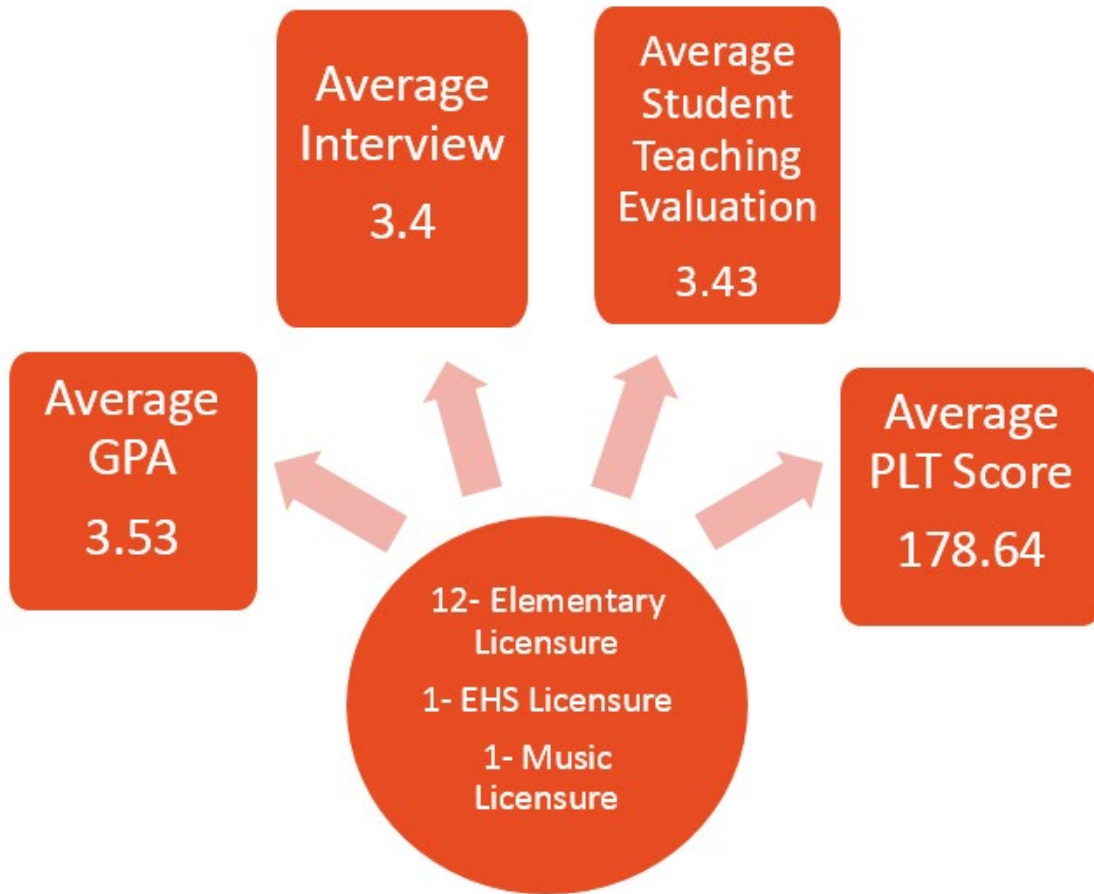 Average
Interview
3.4
Average
Student
Teaching
Evaluation
3.43
Average
GPA
3.53
Average
PLT Score
178.64
12- Elementary
Licensure
1- EHS Licensure
1- Music
Licensure